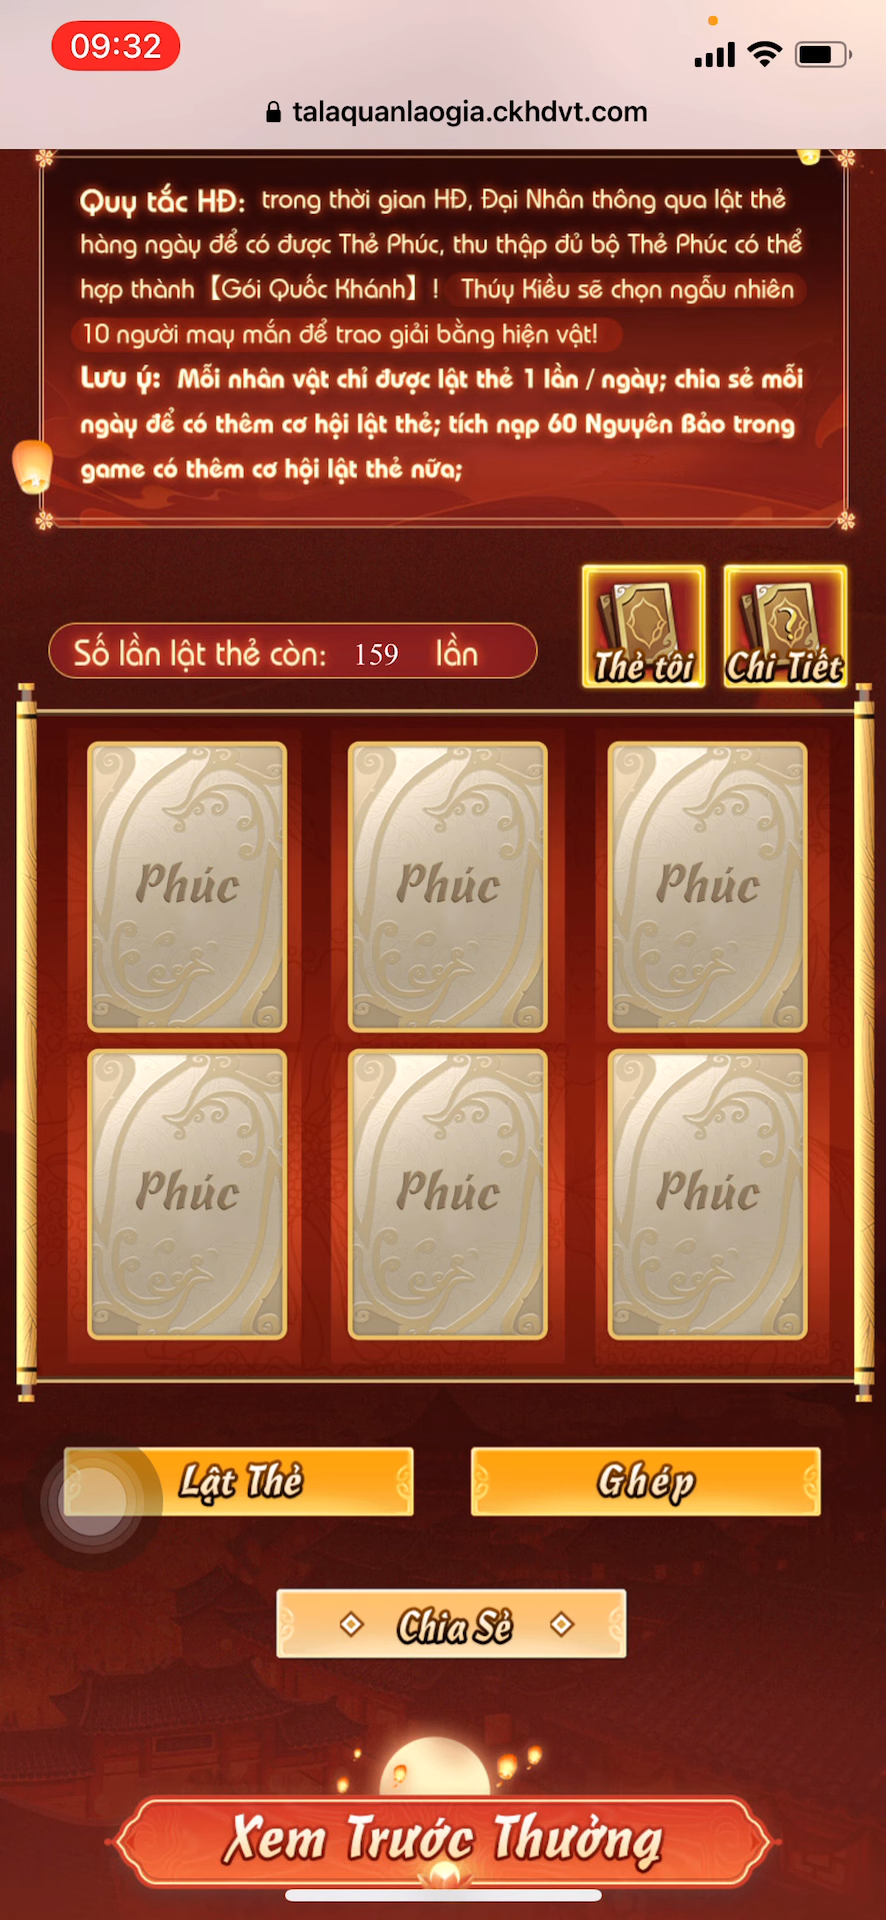 09:32
talaquanlaogia.ckhdvt.com
Quy tắc HĐ: trong thời gian HĐ, Đại Nhân thông qua lật thẻ
hàng ngày để có được Thẻ Phúc, thu thập đủ bộ Thẻ Phúc có thể
hợp thành【Gói Quốc Khánh】! Thúy Kiều sẽ chọn ngẫu nhiên
10 người may mắn để trao giải bằng hiện vật!
Lưu ý: Mỗi nhân vật chỉ được lật thẻ 1 lần / ngày; chia sẻ mỗi
ngày để có thêm cơ hội lật thẻ; tích nạp 60 Nguyên Bảo trong
game có thêm cơ hội lật thẻ nữa;
Số lần lật thẻ còn: 159 lần
Thẻ tôi Chi Tiết
Phúc Phúc Phúc
Phúc Phúc Phúc
Lật Thẻ Ghép
Chia Sẻ
Xem Trước Thưởng